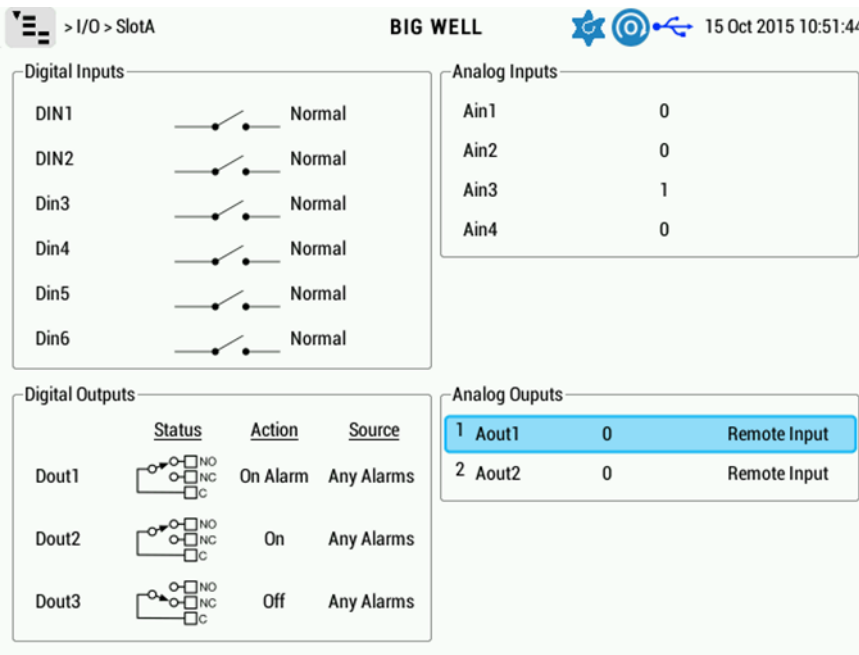 > I/O > SlotA
BIG WELL
15 Oct 2015 10:51:44
Digital Inputs
DIN1 Normal
DIN2 Normal
Din3 Normal
Din4 Normal
Din5 Normal
Din6 Normal
Analog Inputs
Ain1 0
Ain2 0
Ain3 1
Ain4 0
Digital Outputs
Status Action Source
NO
Dout1 NC On Alarm Any Alarms
C
NO
Dout2 NC On Any Alarms
C
NO
Dout3 NC Off Any Alarms
C
Analog Ouputs
1 Aout1 0 Remote Input
2 Aout2 0 Remote Input